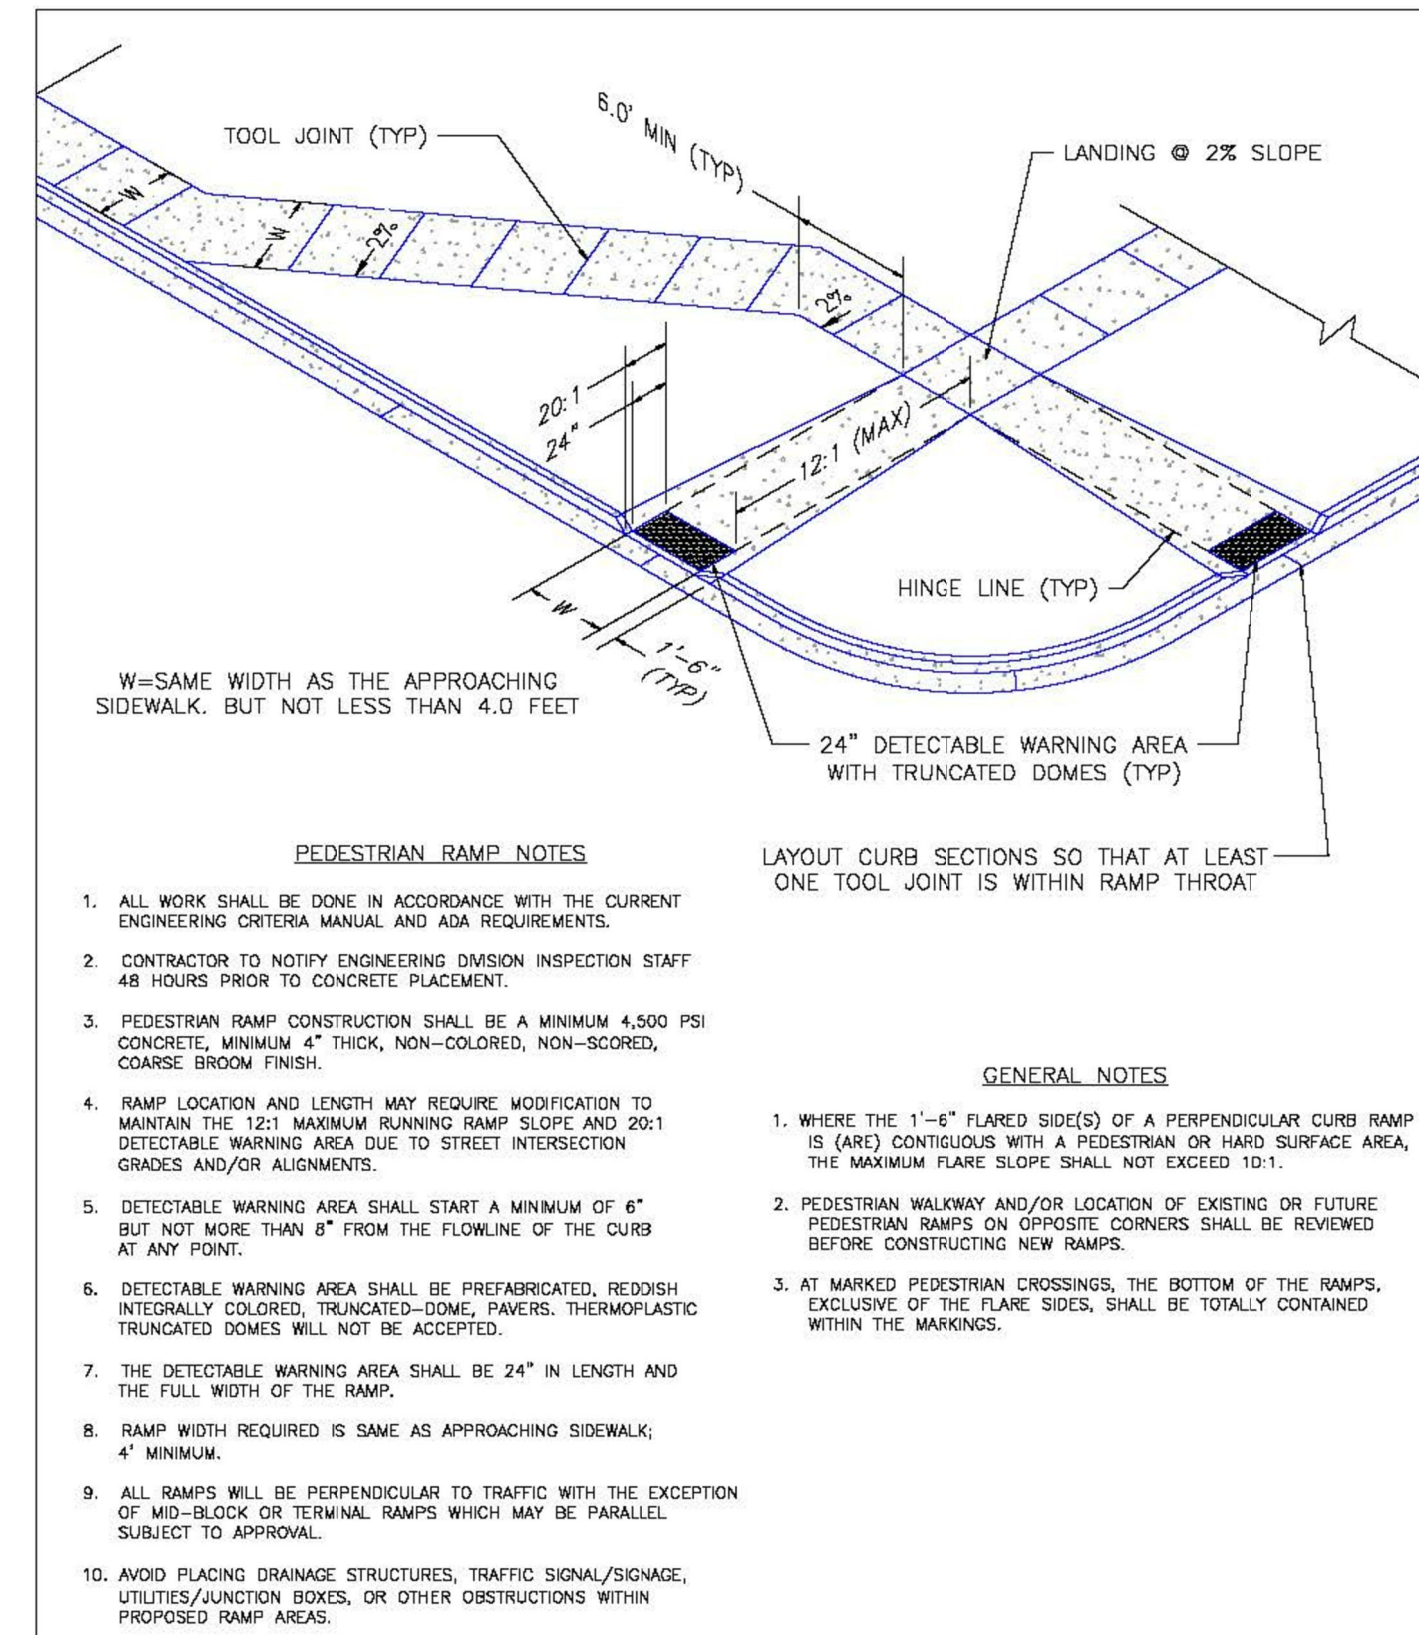 6.0' MIN (TYP)
TOOL JOINT (TYP)
LANDING @ 2% SLOPE
W
W
2%
2%
20:1
24"
12:1 (MAX)
HINGE LINE (TYP)
W
1'-6"
(TYP)
W=SAME WIDTH AS THE APPROACHING
SIDEWALK. BUT NOT LESS THAN 4.0 FEET
24" DETECTABLE WARNING AREA
WITH TRUNCATED DOMES (TYP)
LAYOUT CURB SECTIONS SO THAT AT LEAST
ONE TOOL JOINT IS WITHIN RAMP THROAT
PEDESTRIAN RAMP NOTES
1. ALL WORK SHALL BE DONE IN ACCORDANCE WITH THE CURRENT
ENGINEERING CRITERIA MANUAL AND ADA REQUIREMENTS.
2. CONTRACTOR TO NOTIFY ENGINEERING DIVISION INSPECTION STAFF
48 HOURS PRIOR TO CONCRETE PLACEMENT.
3. PEDESTRIAN RAMP CONSTRUCTION SHALL BE A MINIMUM 4,500 PSI
CONCRETE, MINIMUM 4" THICK, NON-COLORED, NON-SCORED,
COARSE BROOM FINISH.
4. RAMP LOCATION AND LENGTH MAY REQUIRE MODIFICATION TO
MAINTAIN THE 12:1 MAXIMUM RUNNING RAMP SLOPE AND 20:1
DETECTABLE WARNING AREA DUE TO STREET INTERSECTION
GRADES AND/OR ALIGNMENTS.
5. DETECTABLE WARNING AREA SHALL START A MINIMUM OF 6"
BUT NOT MORE THAN 8" FROM THE FLOWLINE OF THE CURB
AT ANY POINT.
6. DETECTABLE WARNING AREA SHALL BE PREFABRICATED, REDDISH
INTEGRALLY COLORED, TRUNCATED-DOME, PAVERS. THERMOPLASTIC
TRUNCATED DOMES WILL NOT BE ACCEPTED.
7. THE DETECTABLE WARNING AREA SHALL BE 24" IN LENGTH AND
THE FULL WIDTH OF THE RAMP.
8. RAMP WIDTH REQUIRED IS SAME AS APPROACHING SIDEWALK;
4' MINIMUM.
9. ALL RAMPS WILL BE PERPENDICULAR TO TRAFFIC WITH THE EXCEPTION
OF MID-BLOCK OR TERMINAL RAMPS WHICH MAY BE PARALLEL
SUBJECT TO APPROVAL.
10. AVOID PLACING DRAINAGE STRUCTURES, TRAFFIC SIGNAL/SIGNAGE,
UTILITIES/JUNCTION BOXES, OR OTHER OBSTRUCTIONS WITHIN
PROPOSED RAMP AREAS.
GENERAL NOTES
1. WHERE THE 1'-6" FLARED SIDE(S) OF A PERPENDICULAR CURB RAMP
IS (ARE) CONTIGUOUS WITH A PEDESTRIAN OR HARD SURFACE AREA,
THE MAXIMUM FLARE SLOPE SHALL NOT EXCEED 10:1.
2. PEDESTRIAN WALKWAY AND/OR LOCATION OF EXISTING OR FUTURE
PEDESTRIAN RAMPS ON OPPOSITE CORNERS SHALL BE REVIEWED
BEFORE CONSTRUCTING NEW RAMPS.
3. AT MARKED PEDESTRIAN CROSSINGS, THE BOTTOM OF THE RAMPS,
EXCLUSIVE OF THE FLARE SIDES, SHALL BE TOTALLY CONTAINED
WITHIN THE MARKINGS.